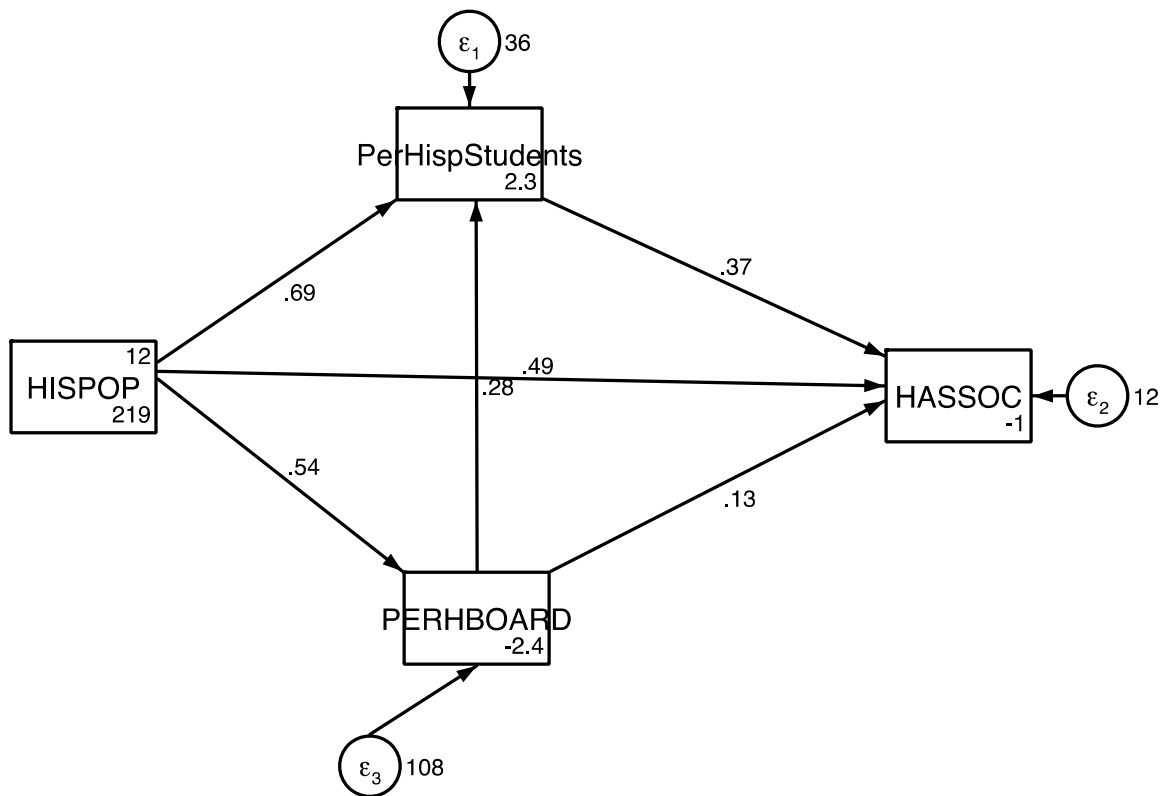 ε1 36
PerHispStudents
2.3
.37
.69
12
HISPOP
219
.49
.28
HASSOC
-1
ε2 12
.54
.13
PERHBOARD
-2.4
ε3 108